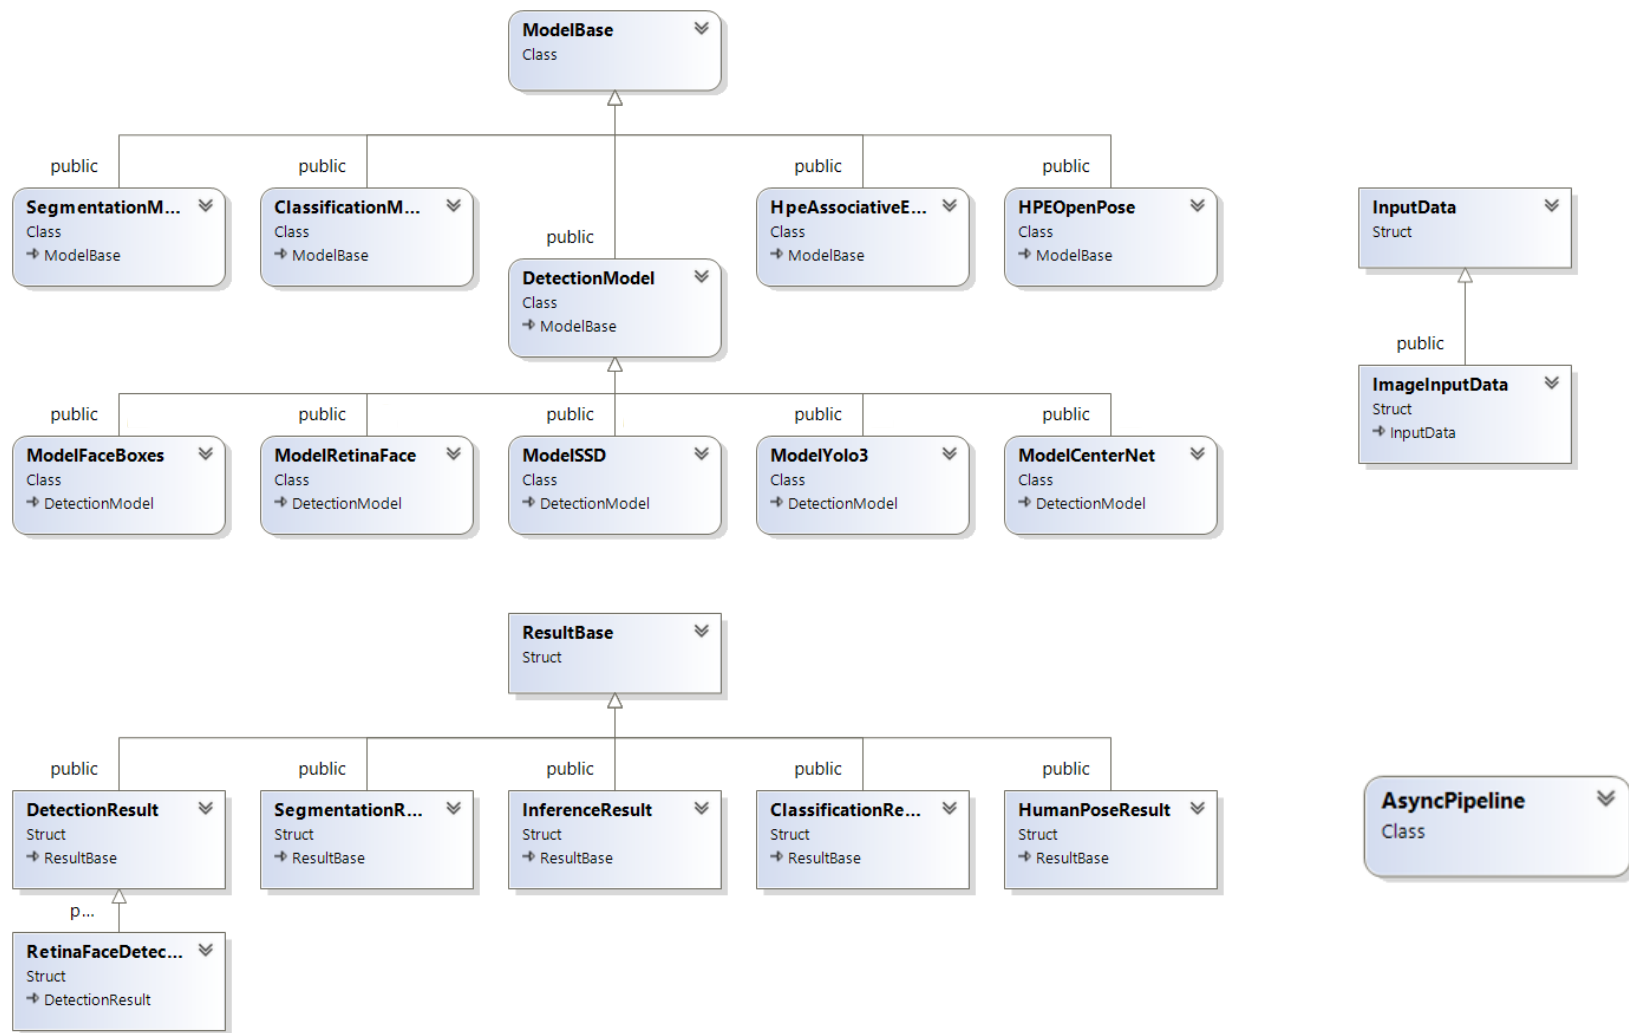 ModelBase
Class
public
public
public
public
SegmentationM...
Class
ModelBase
ClassificationM...
Class
ModelBase
HpeAssociativeE...
Class
ModelBase
HPEOpenPose
Class
ModelBase
InputData
Struct
public
DetectionModel
Class
ModelBase
public
ImageInputData
Struct
InputData
public
public
public
public
public
ModelFaceBoxes
Class
DetectionModel
ModelRetinaFace
Class
DetectionModel
ModelSSD
Class
DetectionModel
ModelYolo3
Class
DetectionModel
ModelCenterNet
Class
DetectionModel
ResultBase
Struct
public
public
public
public
public
DetectionResult
Struct
ResultBase
SegmentationR...
Struct
ResultBase
InferenceResult
Struct
ResultBase
ClassificationRe...
Struct
ResultBase
HumanPoseResult
Struct
ResultBase
AsyncPipeline
Class
p...
RetinaFaceDetec...
Struct
DetectionResult